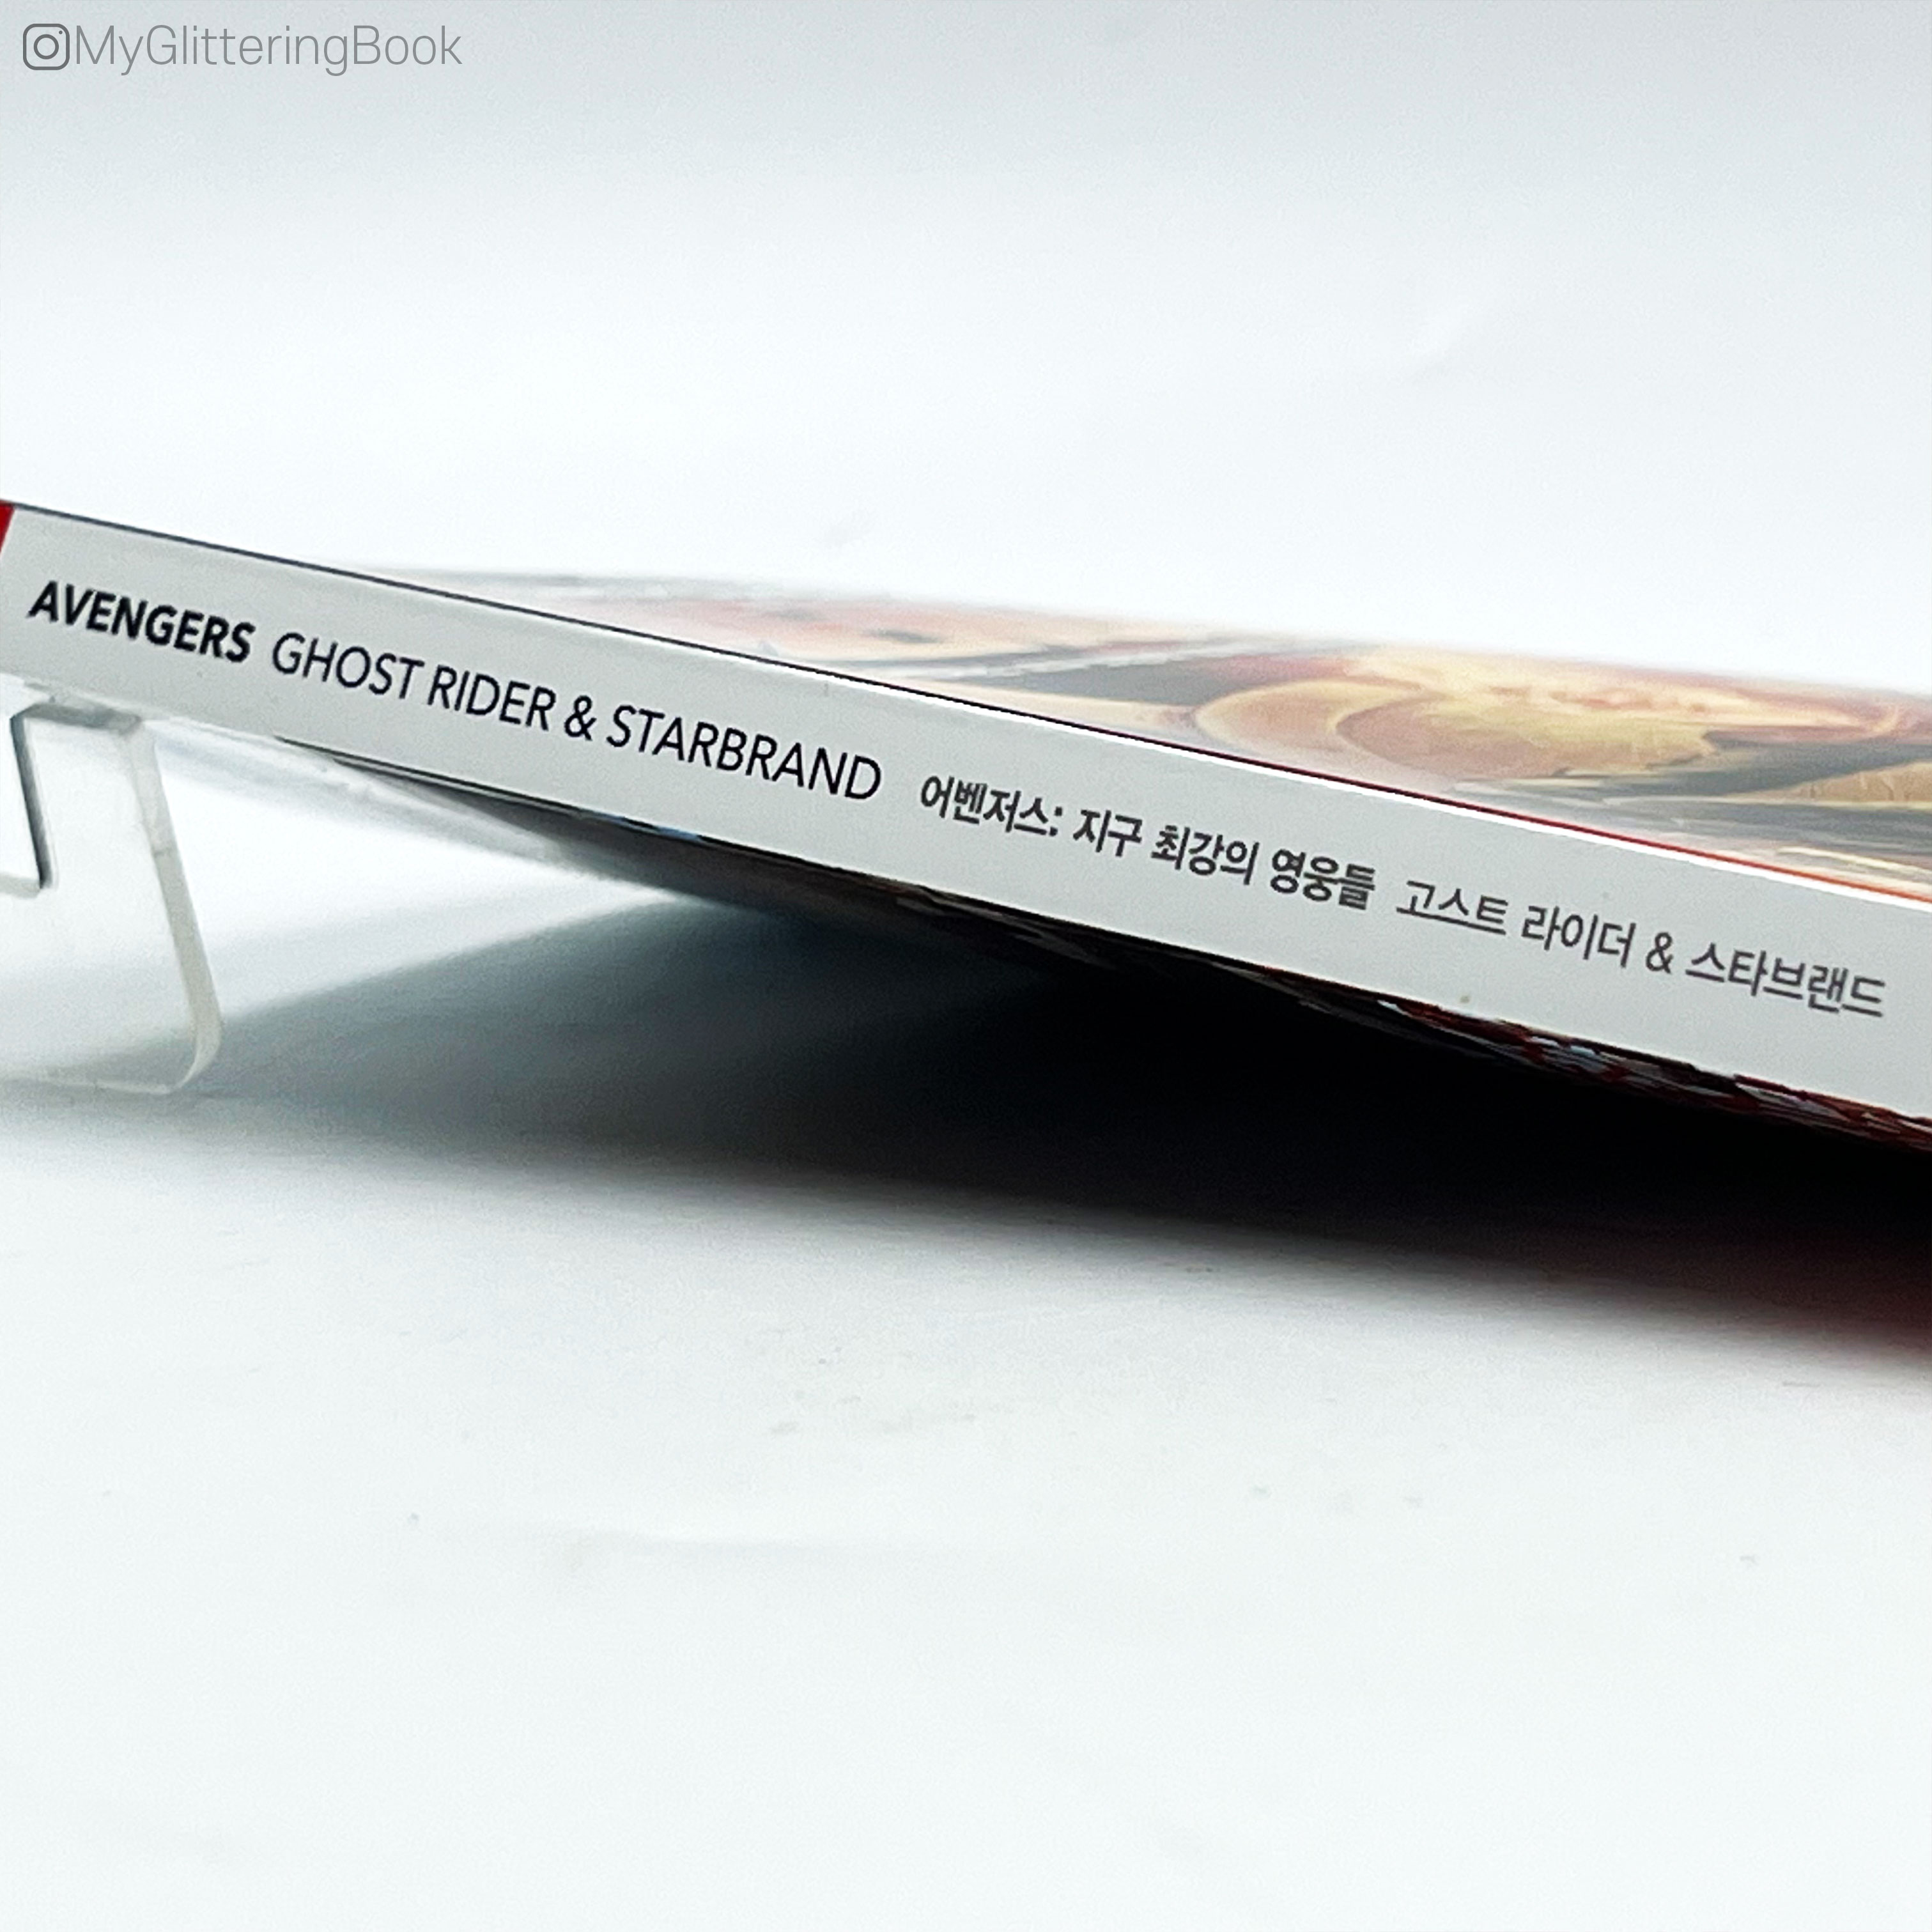 MyGlitteringBook
AVENGERS GHOST RIDER & STARBRAND 어벤저스: 지구 최강의 영웅들 고스트 라이더 & 스타브랜드